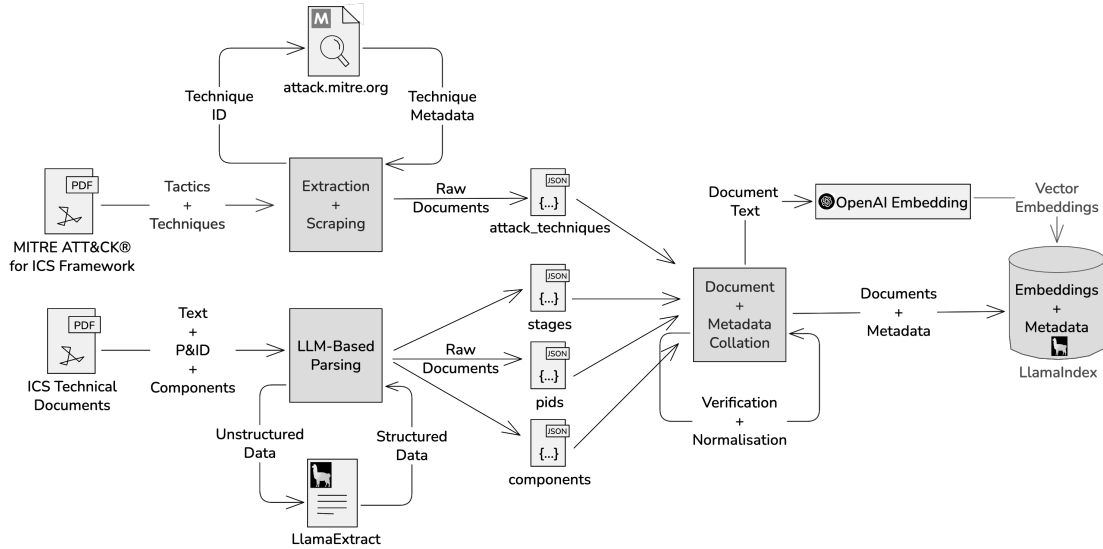 M
attack.mitre.org
Technique
ID
Technique
Metadata
PDF
Tactics
+
Techniques
MITRE ATT&CK®
for ICS Framework
Extraction
+
Scraping
Raw
Documents
JSON
{...}
attack_techniques
Document
Text
OpenAI Embedding
Vector
Embeddings
PDF
ICS Technical
Documents
Text
+
P&ID
+
Components
LLM-Based
Parsing
Raw
Documents
JSON
{...}
stages
JSON
{...}
pids
JSON
{...}
components
Document
+
Metadata
Collation
Documents
+
Metadata
Embeddings
+
Metadata
LlamaIndex
Verification
+
Normalisation
Unstructured
Data
Structured
Data
LlamaExtract